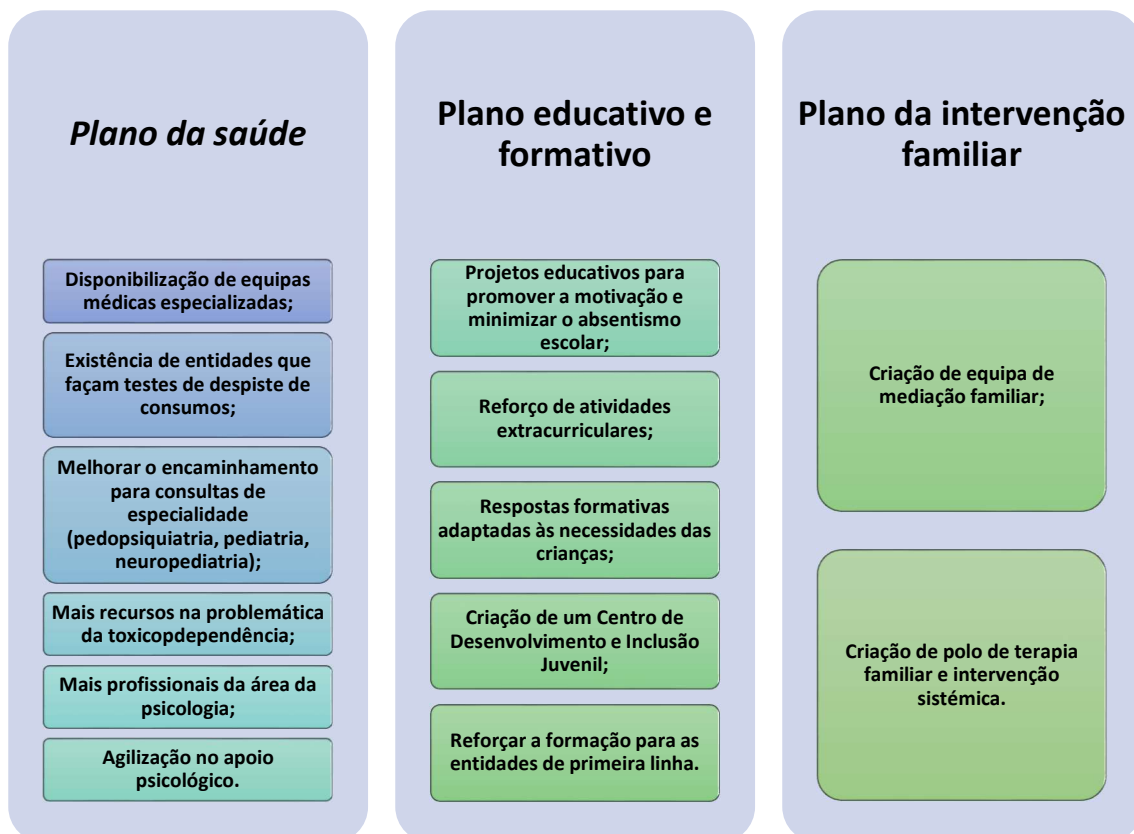 Plano da saúde
Disponibilização de equipas
médicas especializadas;
Existência de entidades que
façam testes de despiste de
consumos;
Melhorar o encaminhamento
para consultas de
especialidade
(pedopsiquiatria, pediatria,
neuropediatria);
Mais recursos na problemática
da toxicopdependência;
Mais profissionais da área da
psicologia;
Agilização no apoio
psicológico.
Plano educativo e
formativo
Projetos educativos para
promover a motivação e
minimizar o absentismo
escolar;
Reforço de atividades
extracurriculares;
Respostas formativas
adaptadas às necessidades das
crianças;
Criação de um Centro de
Desenvolvimento e Inclusão
Juvenil;
Reforçar a formação para as
entidades de primeira linha.
Plano da intervenção
familiar
Criação de equipa de
mediação familiar;
Criação de polo de terapia
familiar e intervenção
sistémica.